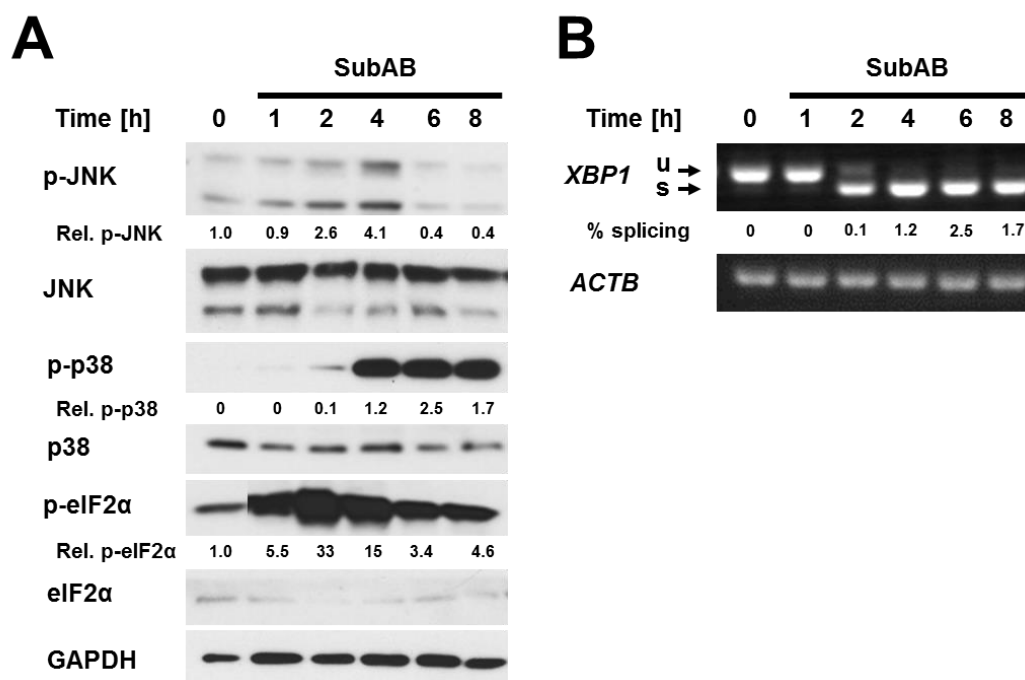 A
SubAB
Time [h] 0 1 2 4 6 8
p-JNK
Rel. p-JNK 1.0 0.9 2.6 4.1 0.4 0.4
JNK
p-p38
Rel. p-p38 0 0 0.1 1.2 2.5 1.7
p38
p-eIF2α
Rel. p-eIF2α 1.0 5.5 33 15 3.4 4.6
eIF2α
GAPDH
B
SubAB
Time [h] 0 1 2 4 6 8
u
XBP1
s
% splicing 0 0 0.1 1.2 2.5 1.7
ACTB